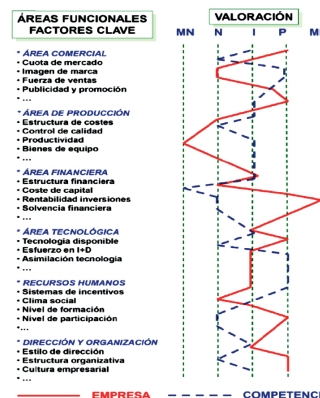 ÁREAS FUNCIONALES
FACTORES CLAVE
VALORACIÓN
MN N I P M
* ÁREA COMERCIAL
• Cuota de mercado
• Imagen de marca
• Fuerza de ventas
• Publicidad y promoción
• ...
* ÁREA DE PRODUCCIÓN
• Estructura de costes
• Control de calidad
• Productividad
• Bienes de equipo
• ...
* ÁREA FINANCIERA
• Estructura financiera
• Coste de capital
• Rentabilidad inversiones
• Solvencia financiera
• ...
* ÁREA TECNOLÓGICA
• Tecnología disponible
• Esfuerzo en I+D
• Asimilación tecnología
• ...
* RECURSOS HUMANOS
• Sistemas de incentivos
• Clima social
• Nivel de formación
• Nivel de participación
•...
* DIRECCIÓN Y ORGANIZACIÓN
• Estilo de dirección
• Estructura organizativa
• Cultura empresarial
• ...
EMPRESA COMPETENC